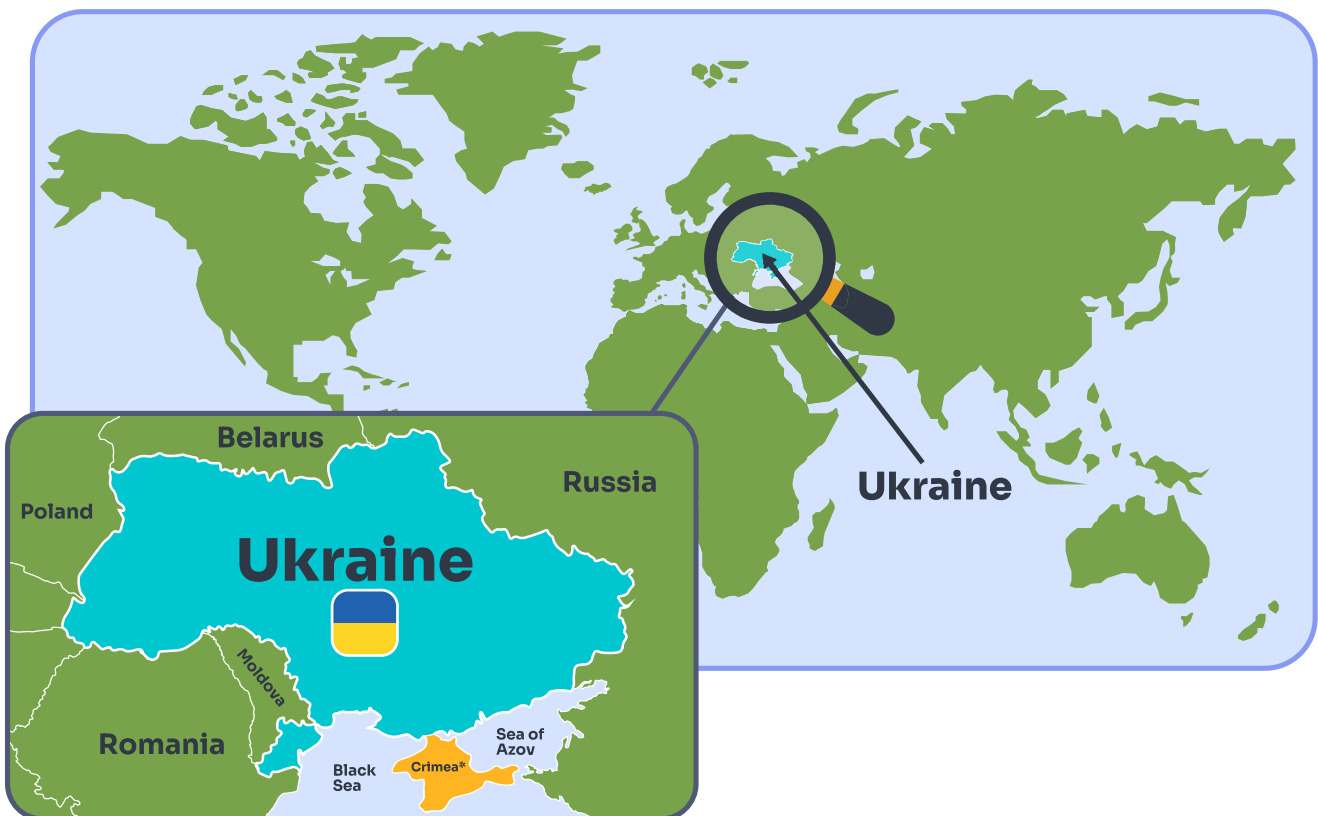 Ukraine
Belarus
Russia
Poland
Ukraine
Moldova
Romania
Sea of
Azov
Black
Sea
Crimea*